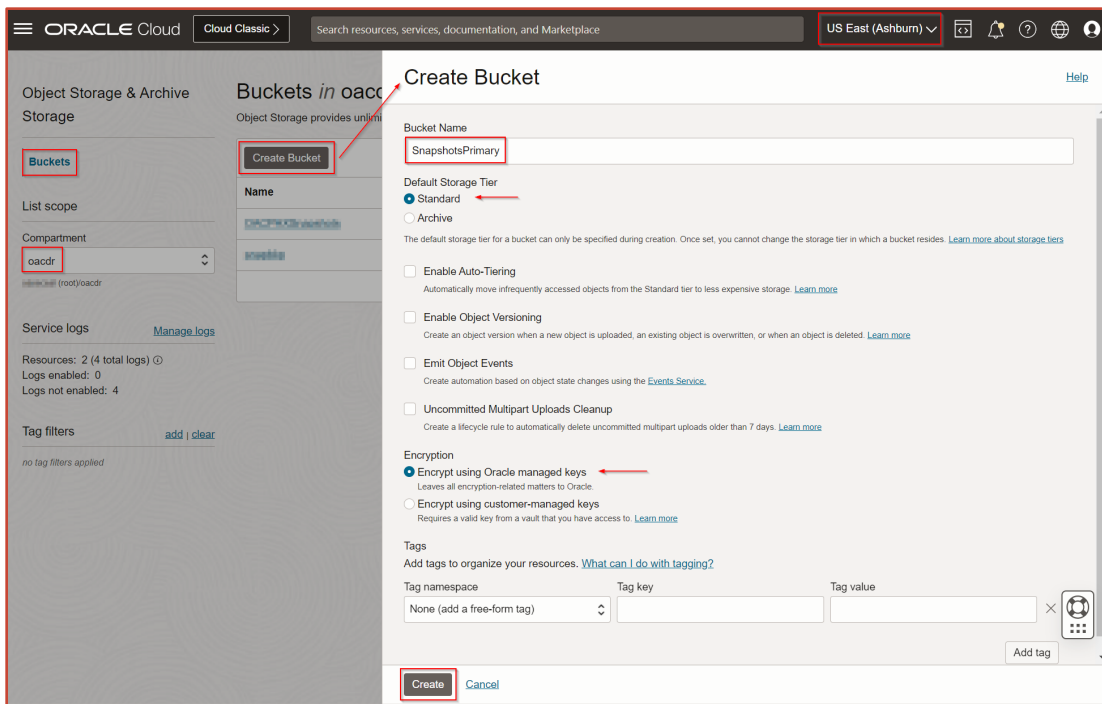 ORACLE Cloud
Cloud Classic >
Search resources, services, documentation, and Marketplace
US East (Ashburn)
Object Storage & Archive
Storage
Buckets
List scope
Compartment
oacdr
(root)/oacdr
Service logs
Manage logs
Resources: 2 (4 total logs)
Logs enabled: 0
Logs not enabled: 4
Tag filters
add | clear
no tag filters applied
Buckets in oacd
Object Storage provides unlimi
Create Bucket
Name
Create Bucket
Help
Bucket Name
SnapshotsPrimary
Default Storage Tier
Standard
Archive
The default storage tier for a bucket can only be specified during creation. Once set, you cannot change the storage tier in which a bucket resides. Learn more about storage tiers
Enable Auto-Tiering
Automatically move infrequently accessed objects from the Standard tier to less expensive storage. Learn more
Enable Object Versioning
Create an object version when a new object is uploaded, an existing object is overwritten, or when an object is deleted. Learn more
Emit Object Events
Create automation based on object state changes using the Events Service.
Uncommitted Multipart Uploads Cleanup
Create a lifecycle rule to automatically delete uncommitted multipart uploads older than 7 days. Learn more
Encryption
Encrypt using Oracle managed keys
Leaves all encryption-related matters to Oracle.
Encrypt using customer-managed keys
Requires a valid key from a vault that you have access to. Learn more
Tags
Add tags to organize your resources. What can I do with tagging?
Tag namespace
Tag key
Tag value
None (add a free-form tag)
Add tag
Create
Cancel